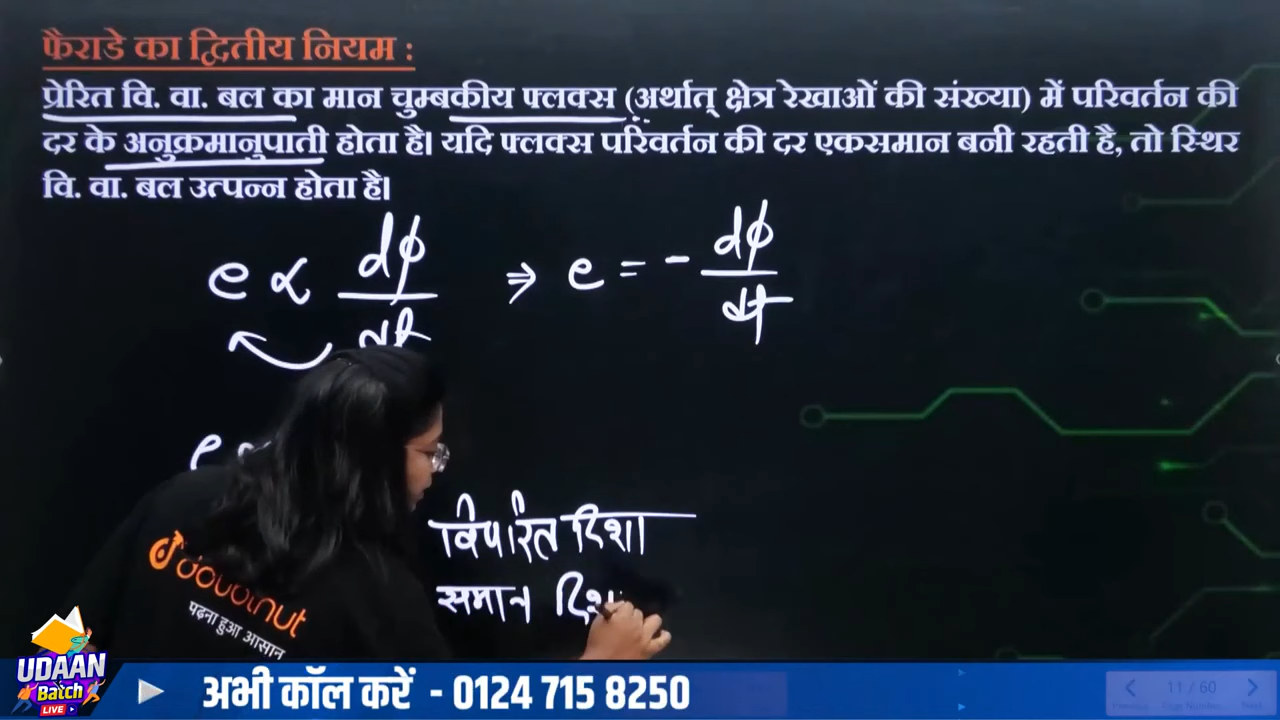 फैराडे का द्वितीय नियम :
प्रेरित वि. वा. बल का मान चुम्बकीय फ्लक्स (अर्थात् क्षेत्र रेखाओं की संख्या) में परिवर्तन की
दर के अनुक्रमानुपाती होता है। यदि फ्लक्स परिवर्तन की दर एकसमान बनी रहती है, तो स्थिर
वि. वा. बल उत्पन्न होता है।
e ∝ dφ/dt ⇒ e = - dφ/dt
e
विपरित दिशा
समान
doubtnut
पढ़ना हुआ आसान
UDAAN
Batch
LIVE
अभी कॉल करें - 0124 715 8250
11 / 60